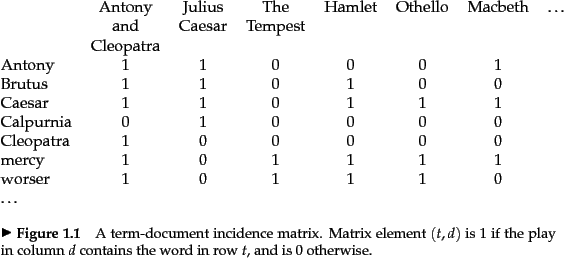 Antony Julius The Hamlet Othello Macbeth …
and Caesar Tempest
Cleopatra
Antony 1 1 0 0 0 1
Brutus 1 1 0 1 0 0
Caesar 1 1 0 1 1 1
Calpurnia 0 1 0 0 0 0
Cleopatra 1 0 0 0 0 0
mercy 1 0 1 1 1 1
worser 1 0 1 1 1 0
…
▶ Figure 1.1 A term-document incidence matrix. Matrix element (t, d) is 1 if the play
in column d contains the word in row t, and is 0 otherwise.